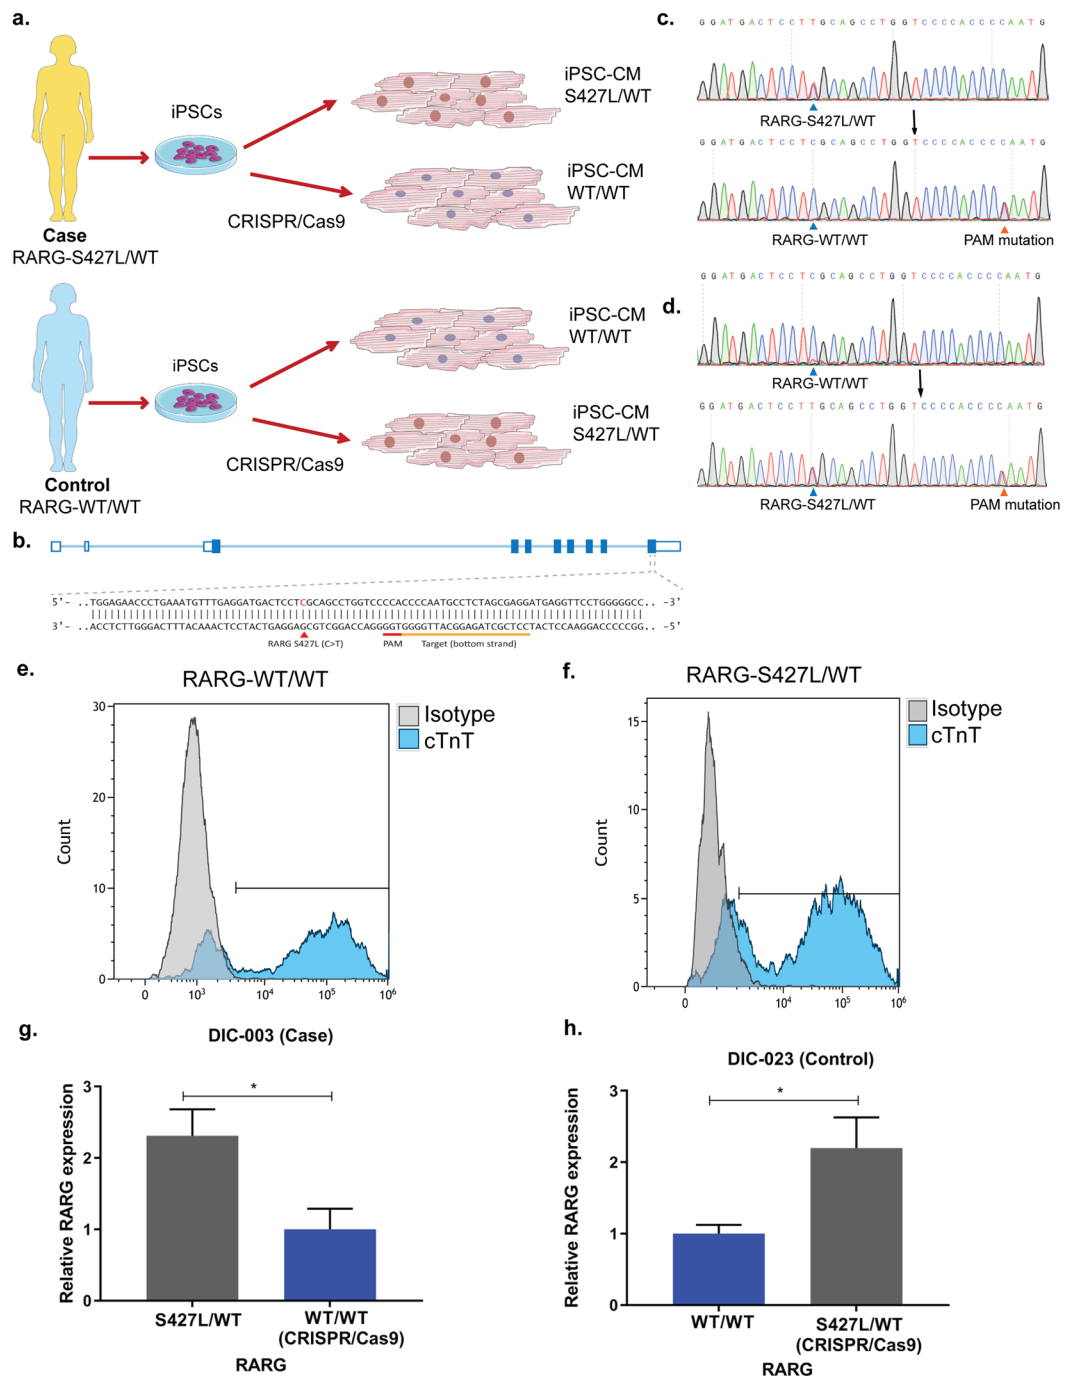 a.
iPSCs
iPSC-CM
S427L/WT
iPSC-CM
WT/WT
CRISPR/Cas9
Case
RARG-S427L/WT
iPSCs
iPSC-CM
WT/WT
iPSC-CM
S427L/WT
CRISPR/Cas9
Control
RARG-WT/WT
c.
G G A T G A C T C C T T G C A G C C T G G T C C C C A C C C C A A T G
RARG-S427L/WT
G G A T G A C T C C T C G C A G C C T G G T C C C C A C C C C A A T G
RARG-WT/WT
PAM mutation
d.
G G A T G A C T C C T C G C A G C C T G G T C C C C A C C C C A A T G
RARG-WT/WT
G G A T G A C T C C T T G C A G C C T G G T C C C C A C C C C A A T G
RARG-S427L/WT
PAM mutation
b.
5'- ..TGGAGAACCCTGAAATGTTTGAGGATGACTCCTCGCAGCCTGGTCCCCACCCCAATGCCTCTAGCGAGGATGAGGTTCCTGGGGGCC.. -3'
3'- ..ACCTCTTGGGACTTTACAAACTCCTACTGAGGAGCGTCGGACCAGGGGTGGGGTTACGGAGATCGCTCCTACTCCAAGGACCCCCGG.. -5'
RARG S427L (C>T)
PAM
Target (bottom strand)
e.
RARG-WT/WT
Isotype
cTnT
Count
30
20
10
0
0
10³
10⁴
10⁵
10⁶
f.
RARG-S427L/WT
Isotype
cTnT
Count
15
10
5
0
0
10⁴
10⁵
10⁶
g.
DIC-003 (Case)
Relative RARG expression
3
2
1
0
*
S427L/WT
WT/WT
(CRISPR/Cas9)
RARG
h.
DIC-023 (Control)
Relative RARG expression
3
2
1
0
*
WT/WT
S427L/WT
(CRISPR/Cas9)
RARG